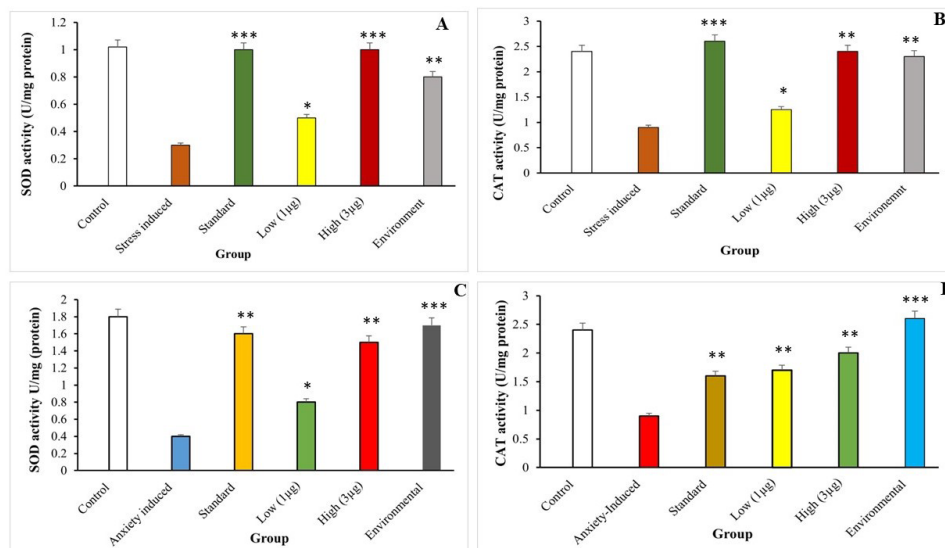 A
SOD activity (U/mg protein)
1.2
1
0.8
0.6
0.4
0.2
0
***
*
***
**
Control
Stress induced
Standard
Low (1µg)
High (3µg)
Environment
Group
B
CAT activity (U/mg protein)
3
2.5
2
1.5
1
0.5
0
***
*
**
**
Control
Stress induced
Standard
Low (1µg)
High (3µg)
Environemnt
Group
C
SOD activity U/mg (protein)
2
1.8
1.6
1.4
1.2
1
0.8
0.6
0.4
0.2
0
**
*
**
***
Control
Anxiety induced
Standard
Low (1µg)
High (3µg)
Environmental
Group
CAT activity (U/mg protein)
3
2.5
2
1.5
1
0.5
0
**
**
**
***
Control
Anxiety-Induced
Standard
Low (1µg)
High (3µg)
Environmental
Group